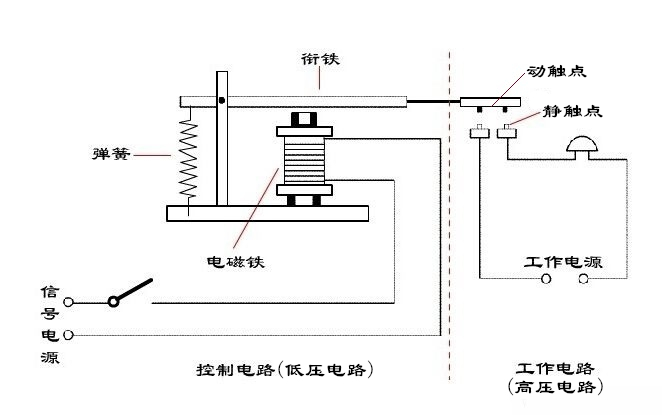 衔铁
动触点
静触点
弹簧
电磁铁
工作电源
信
号
电
源
控制电路(低压电路)
工作电路
(高压电路)